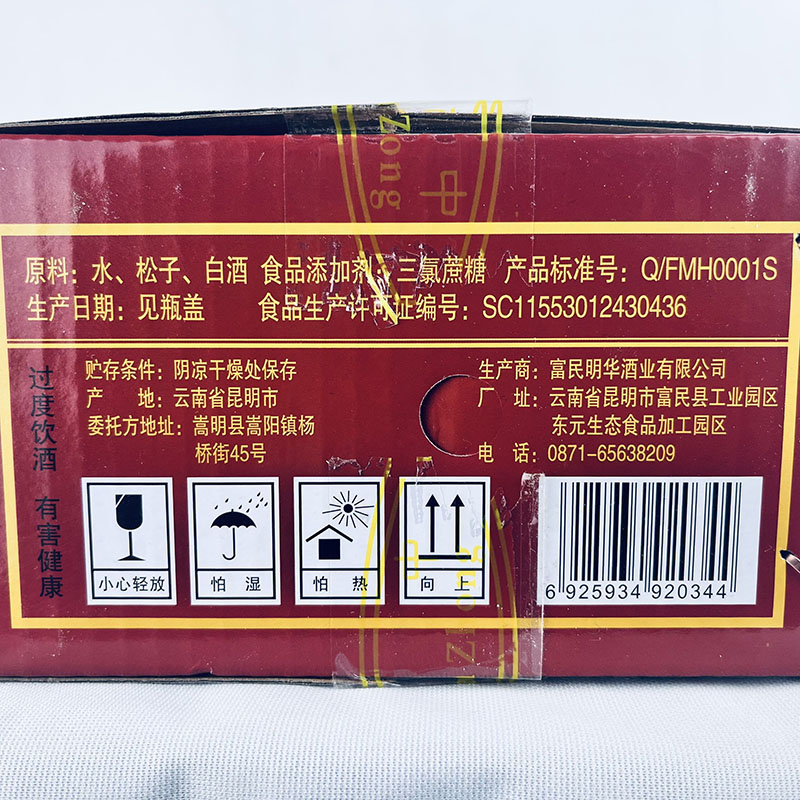 Zong
中
原料：水、松子、白酒 食品添加剂：三氯蔗糖 产品标准号：Q/FMH0001S
生产日期：见瓶盖 食品生产许可证编号：SC11553012430436
过度饮酒 有害健康
贮存条件：阴凉干燥处保存
产 地：云南省昆明市
委托方地址：嵩明县嵩阳镇杨
桥街45号
生产商：富民明华酒业有限公司
厂 址：云南省昆明市富民县工业园区
东元生态食品加工园区
电 话：0871-65638209
小心轻放
怕 湿
怕 热
向 上
6 925934 920344
中
Zhong